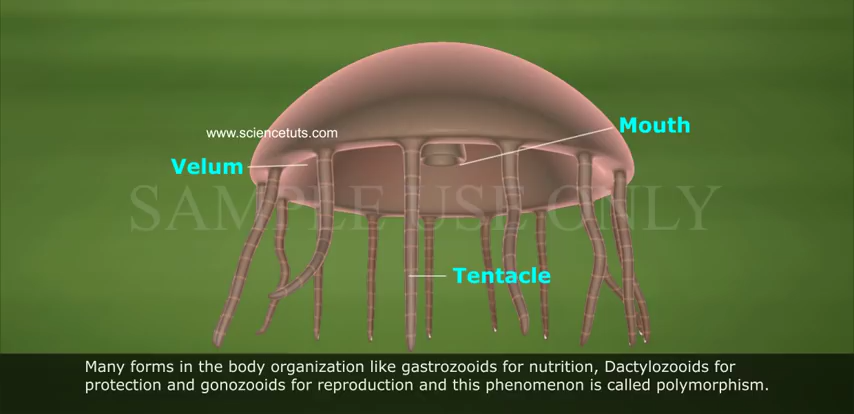 www.sciencetuts.com
Mouth
Velum
SAMPLE USE ONLY
Tentacle
Many forms in the body organization like gastrozooids for nutrition, Dactylozooids for
protection and gonozooids for reproduction and this phenomenon is called polymorphism.